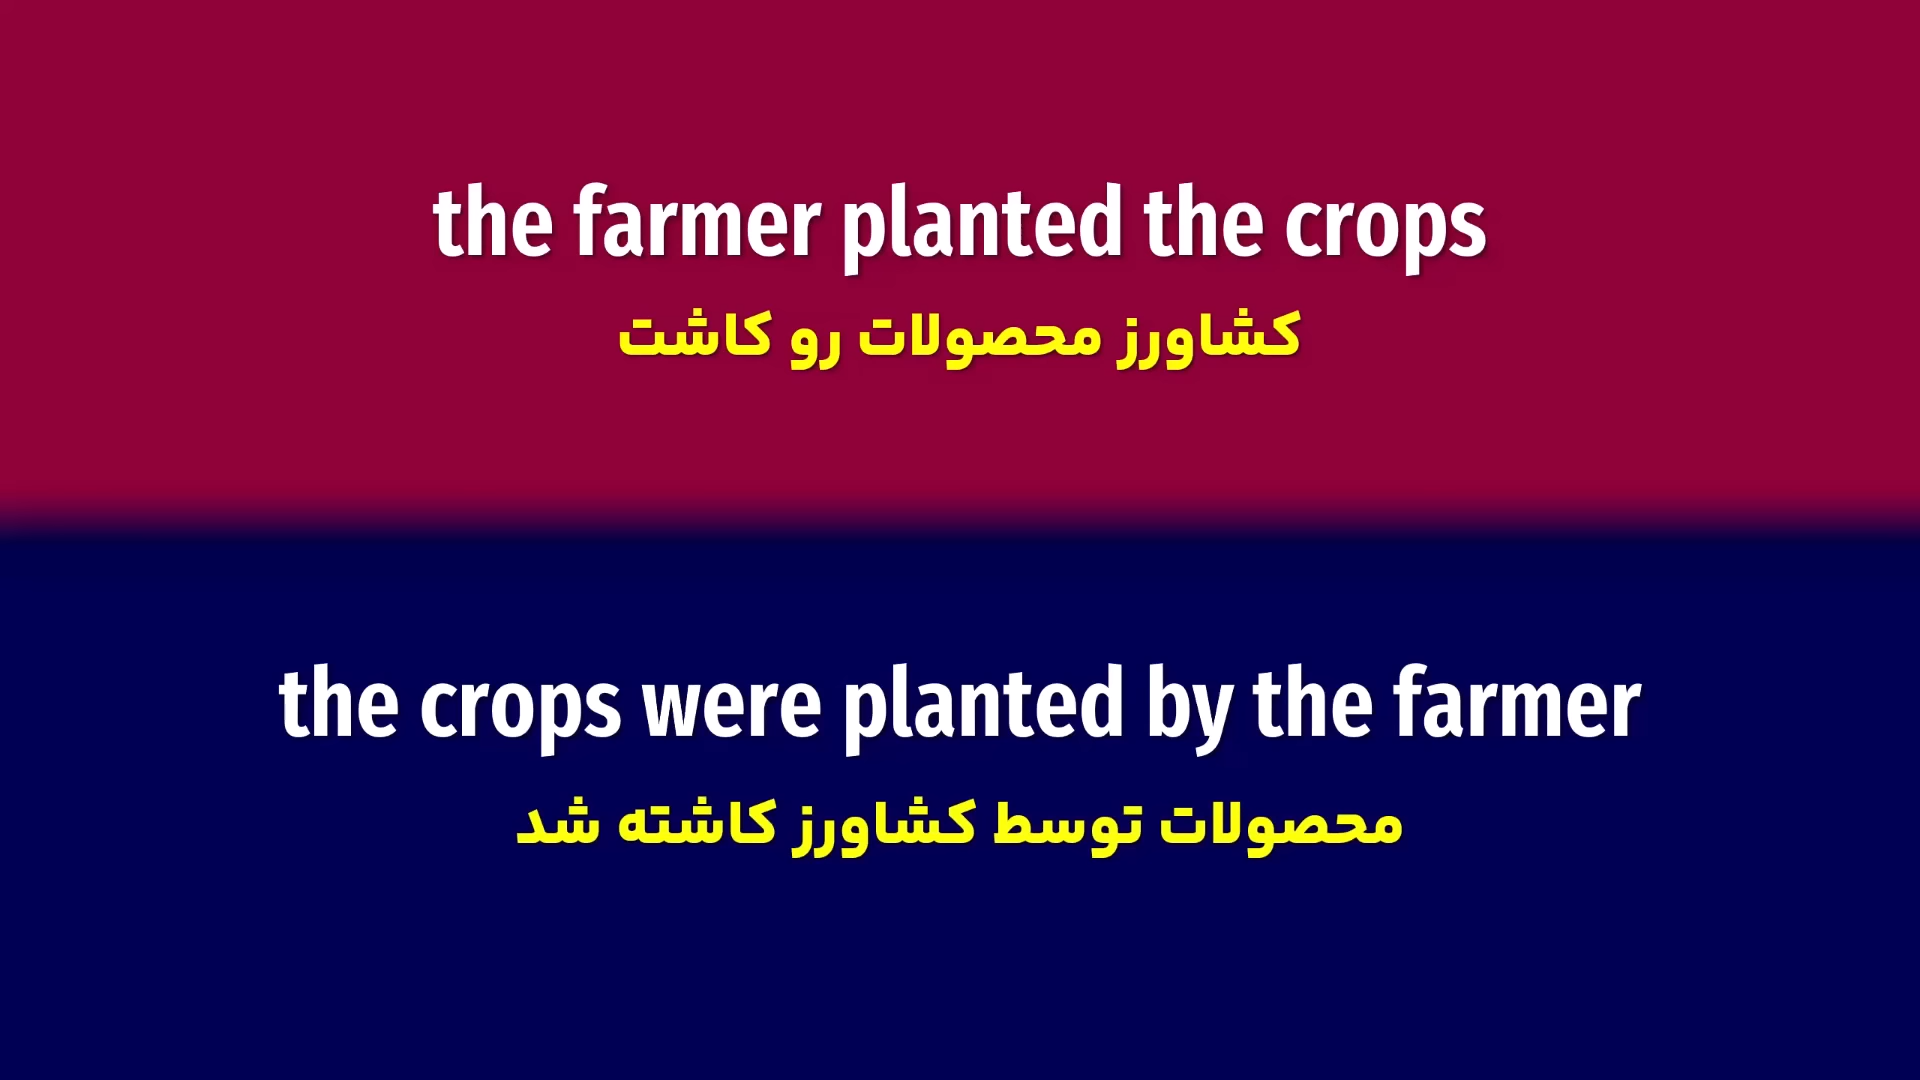 the farmer planted the crops
کشاورز محصولات رو کاشت
the crops were planted by the farmer
محصولات توسط کشاورز کاشته شد